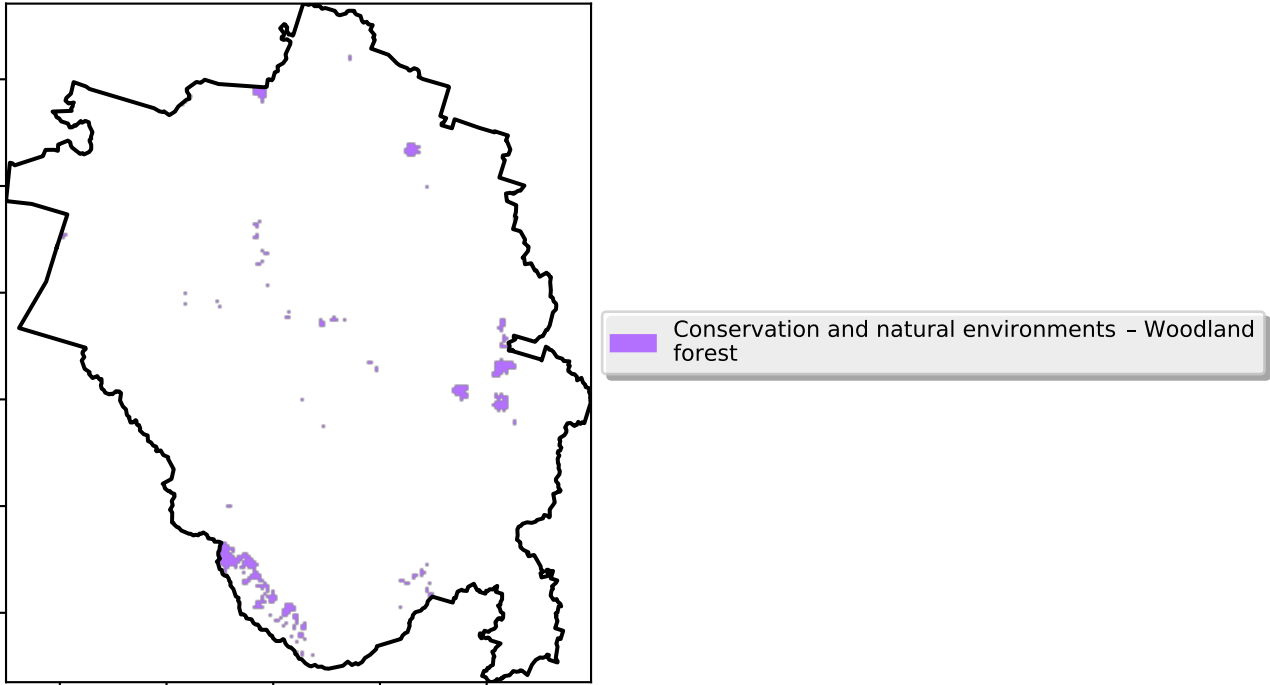 Conservation and natural environments – Woodland
forest